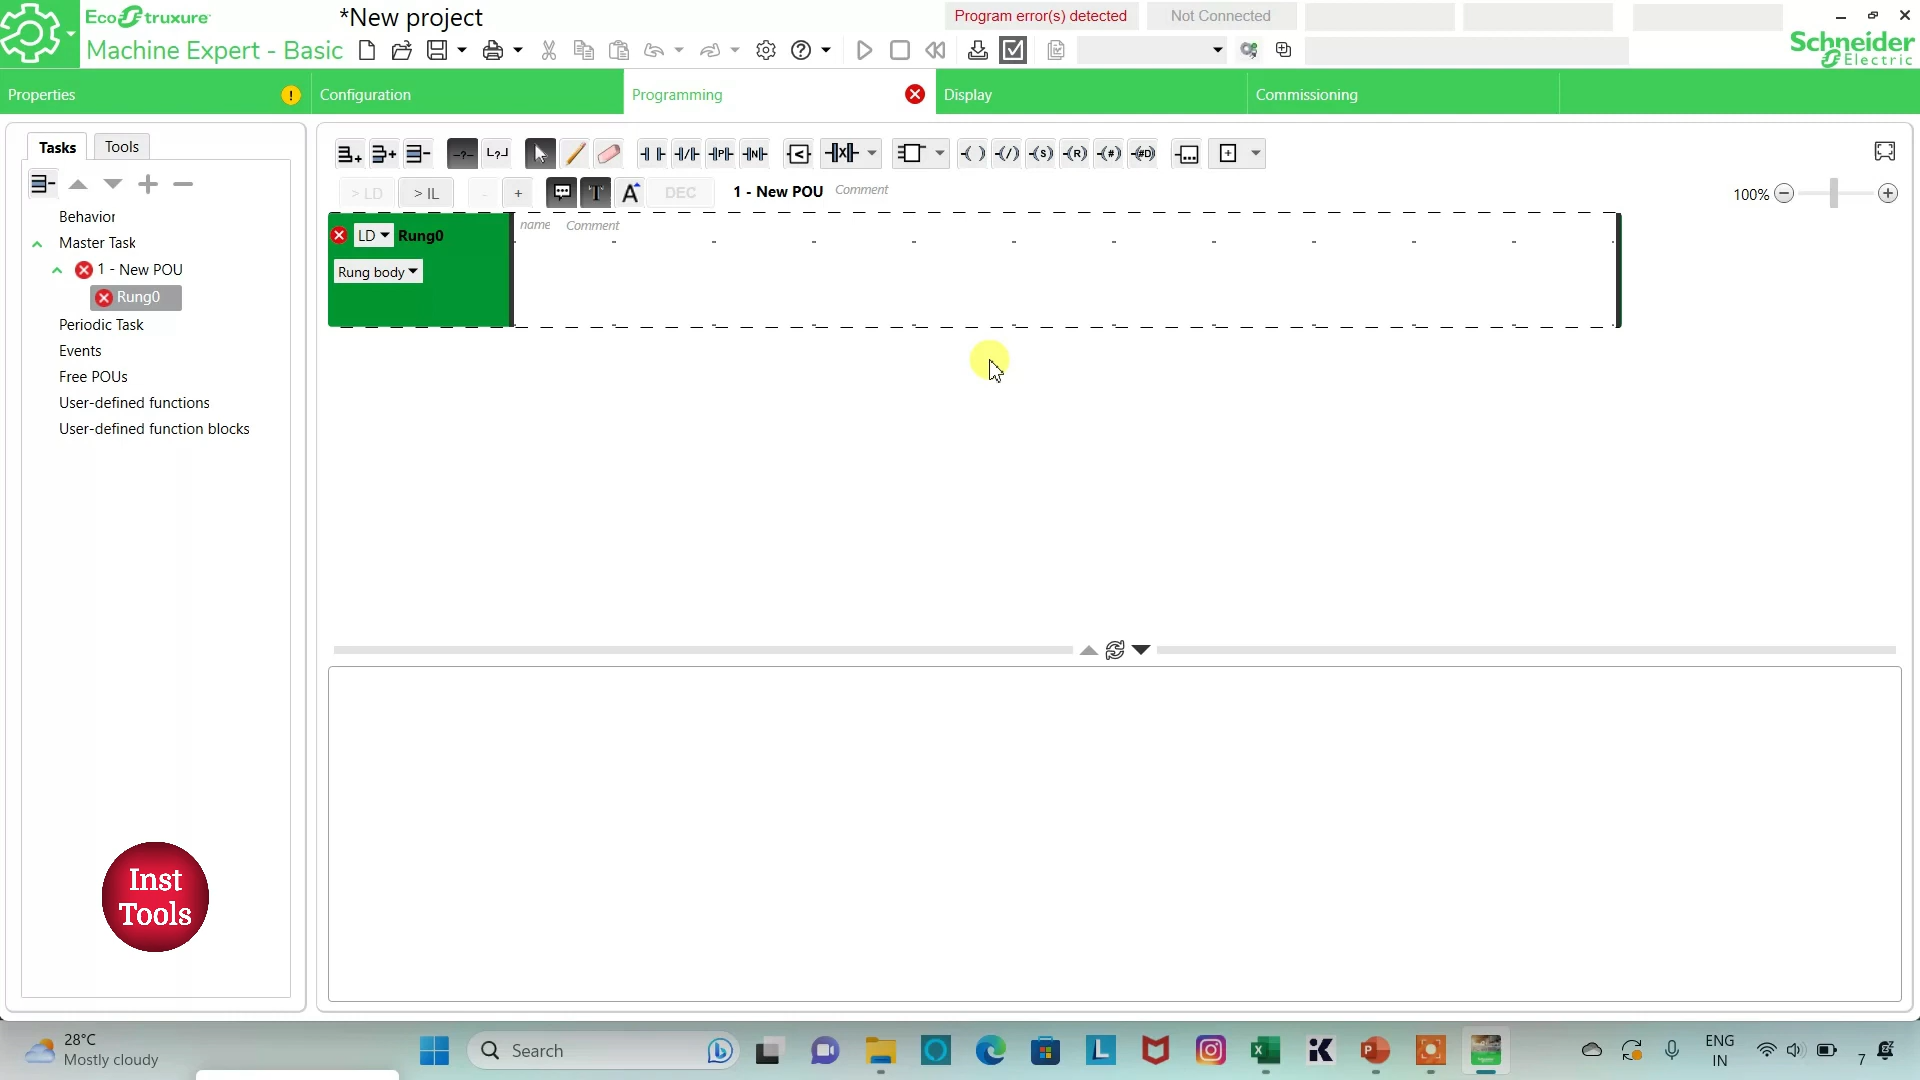 EcoStruxure
Machine Expert - Basic
*New project
Program error(s) detected
Not Connected
Schneider
Electric
Properties
Configuration
Programming
Display
Commissioning
Tasks
Tools
> LD
> IL
-
+
T
A
DEC
1 - New POU
Comment
100%
Behavior
Master Task
1 - New POU
Rung0
Periodic Task
Events
Free POUs
User-defined functions
User-defined function blocks
LD
Rung0
name
Comment
Rung body
Inst
Tools
28°C
Mostly cloudy
Search
ENG
IN
7